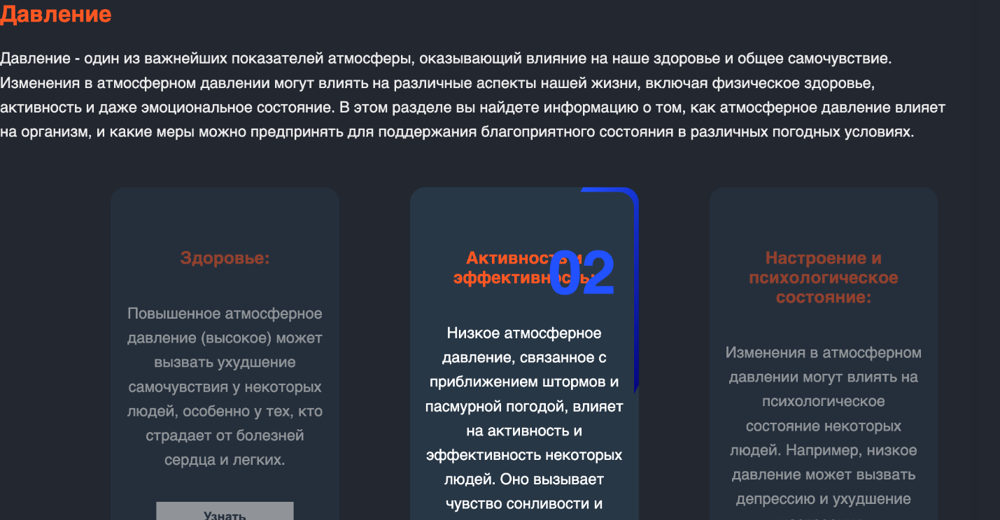 Давление
Давление - один из важнейших показателей атмосферы, оказывающий влияние на наше здоровье и общее самочувствие.
Изменения в атмосферном давлении могут влиять на различные аспекты нашей жизни, включая физическое здоровье,
активность и даже эмоциональное состояние. В этом разделе вы найдете информацию о том, как атмосферное давление влияет
на организм, и какие меры можно предпринять для поддержания благоприятного состояния в различных погодных условиях.
Здоровье:
Повышенное атмосферное
давление (высокое) может
вызвать ухудшение
самочувствия у некоторых
людей, особенно у тех, кто
страдает от болезней
сердца и легких.
Узнать
02
Активность и
эффективность:
Низкое атмосферное
давление, связанное с
приближением штормов и
пасмурной погодой, влияет
на активность и
эффективность некоторых
людей. Оно вызывает
чувство сонливости и
Настроение и
психологическое
состояние:
Изменения в атмосферном
давлении могут влиять на
психологическое
состояние некоторых
людей. Например, низкое
давление может вызвать
депрессию и ухудшение